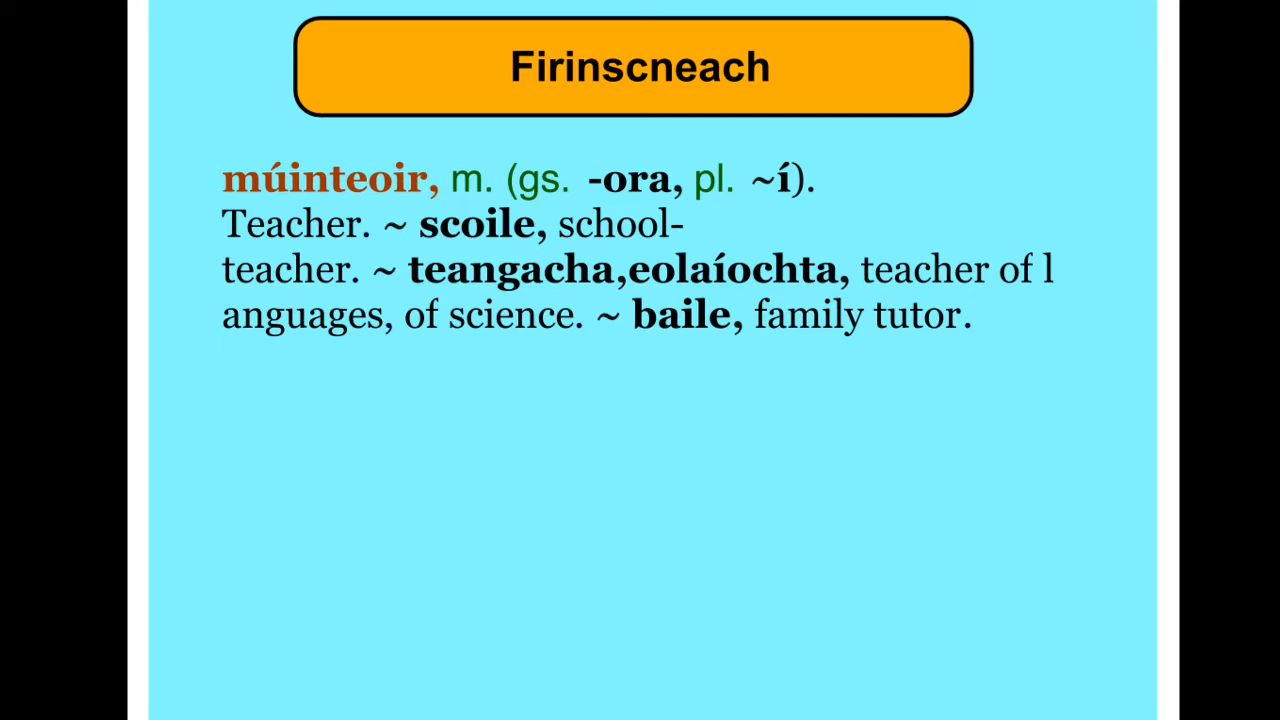 Firinscneach
múinteoir, m. (gs. -ora, pl. ~í).
Teacher. ~ scoile, school-
teacher. ~ teangacha,eolaíochta, teacher of l
anguages, of science. ~ baile, family tutor.